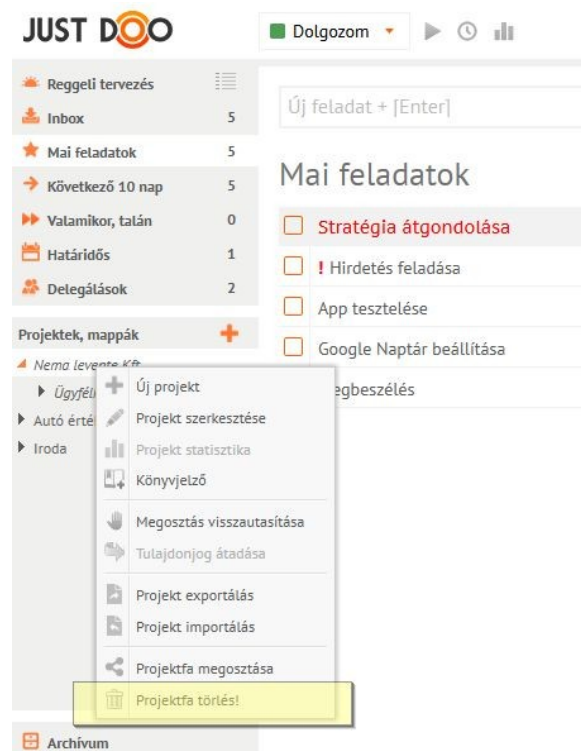 JUST DOO
Dolgozom
Reggeli tervezés
Inbox 5
Mai feladatok 5
Következő 10 nap 5
Valamikor, talán 0
Határidős 1
Delegálások 2
Projektek, mappák
Nema levente Kft
Ügyféll
Autó érté
Iroda
Új projekt
Projekt szerkesztése
Projekt statisztika
Könyvjelző
Megosztás visszautasítása
Tulajdonjog átadása
Projekt exportálás
Projekt importálás
Projektfa megosztása
Projektfa törlés!
Archívum
Új feladat + [Enter]
Mai feladatok
Stratégia átgondolása
! Hirdetés feladása
App tesztelése
Google Naptár beállítása
egbeszélés